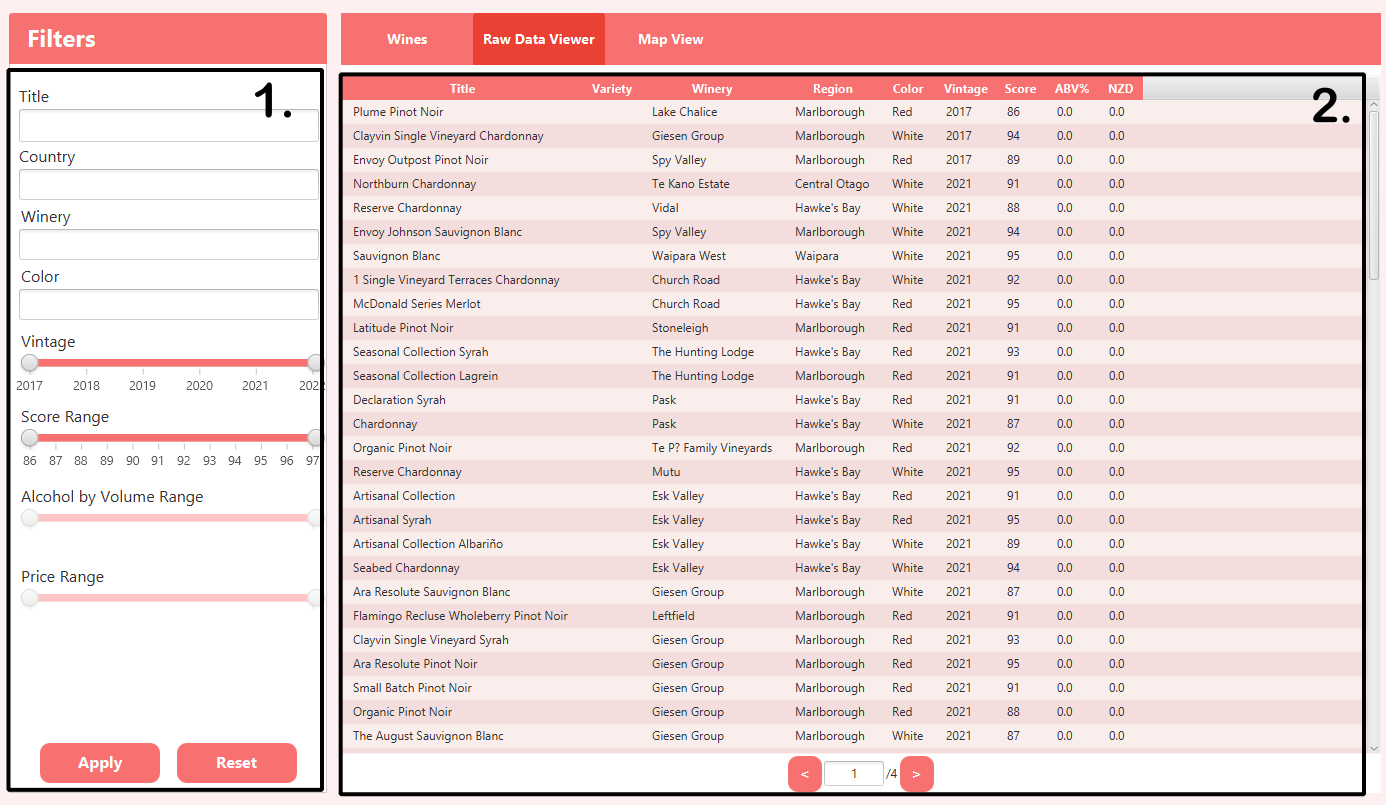 Filters
1.
Title
Country
Winery
Color
Vintage
2017 2018 2019 2020 2021 2022
Score Range
86 87 88 89 90 91 92 93 94 95 96 97
Alcohol by Volume Range
Price Range
Apply Reset
Wines Raw Data Viewer Map View
2.
Title Variety Winery Region Color Vintage Score ABV% NZD
Plume Pinot Noir Lake Chalice Marlborough Red 2017 86 0.0 0.0
Clayvin Single Vineyard Chardonnay Giesen Group Marlborough White 2017 94 0.0 0.0
Envoy Outpost Pinot Noir Spy Valley Marlborough Red 2017 89 0.0 0.0
Northburn Chardonnay Te Kano Estate Central Otago White 2021 91 0.0 0.0
Reserve Chardonnay Vidal Hawke's Bay White 2021 88 0.0 0.0
Envoy Johnson Sauvignon Blanc Spy Valley Marlborough White 2021 94 0.0 0.0
Sauvignon Blanc Waipara West Waipara White 2021 95 0.0 0.0
1 Single Vineyard Terraces Chardonnay Church Road Hawke's Bay White 2021 92 0.0 0.0
McDonald Series Merlot Church Road Hawke's Bay Red 2021 95 0.0 0.0
Latitude Pinot Noir Stoneleigh Marlborough Red 2021 91 0.0 0.0
Seasonal Collection Syrah The Hunting Lodge Hawke's Bay Red 2021 93 0.0 0.0
Seasonal Collection Lagrein The Hunting Lodge Hawke's Bay Red 2021 91 0.0 0.0
Declaration Syrah Pask Hawke's Bay Red 2021 91 0.0 0.0
Chardonnay Pask Hawke's Bay White 2021 87 0.0 0.0
Organic Pinot Noir Te P? Family Vineyards Marlborough Red 2021 92 0.0 0.0
Reserve Chardonnay Mutu Hawke's Bay White 2021 95 0.0 0.0
Artisanal Collection Esk Valley Hawke's Bay Red 2021 91 0.0 0.0
Artisanal Syrah Esk Valley Hawke's Bay Red 2021 95 0.0 0.0
Artisanal Collection Albariño Esk Valley Hawke's Bay White 2021 89 0.0 0.0
Seabed Chardonnay Esk Valley Hawke's Bay White 2021 94 0.0 0.0
Ara Resolute Sauvignon Blanc Giesen Group Marlborough White 2021 87 0.0 0.0
Flamingo Recluse Wholeberry Pinot Noir Leftfield Marlborough Red 2021 91 0.0 0.0
Clayvin Single Vineyard Syrah Giesen Group Marlborough Red 2021 93 0.0 0.0
Ara Resolute Pinot Noir Giesen Group Marlborough Red 2021 95 0.0 0.0
Small Batch Pinot Noir Giesen Group Marlborough Red 2021 91 0.0 0.0
Organic Pinot Noir Giesen Group Marlborough Red 2021 88 0.0 0.0
The August Sauvignon Blanc Giesen Group Marlborough White 2021 87 0.0 0.0
< 1 /4 >